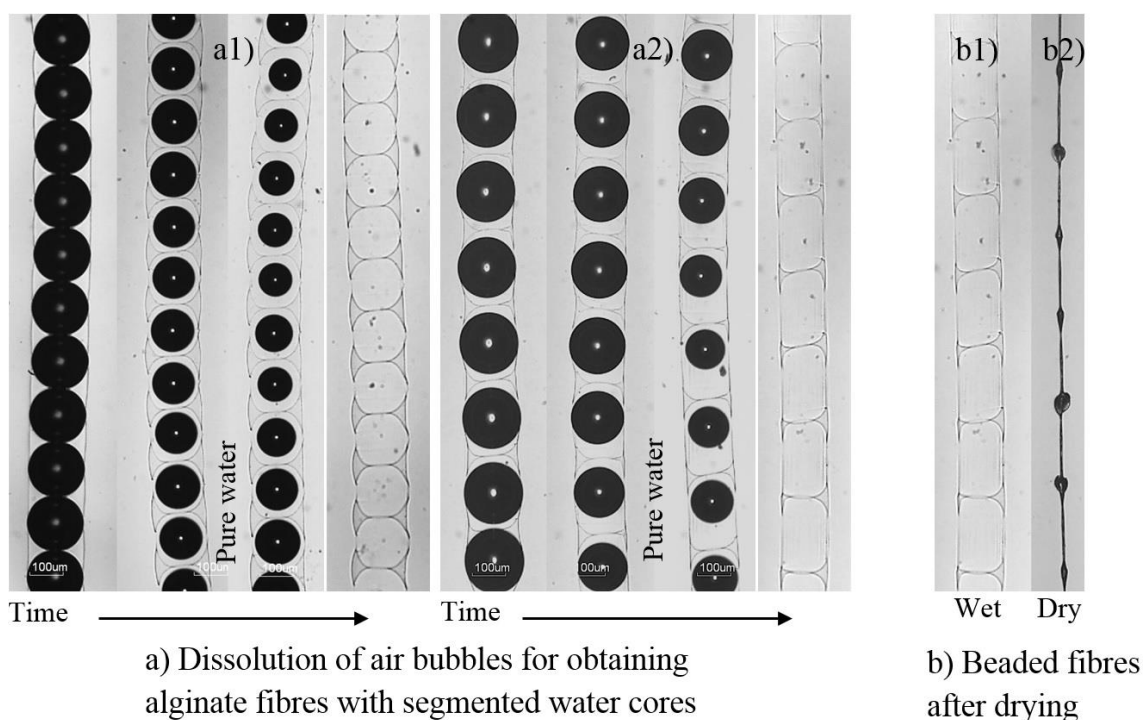 a1)
a2)
b1)
b2)
Pure water
Pure water
100um
100um
100um
100um
100um
100um
Time
Time
Wet
Dry
a) Dissolution of air bubbles for obtaining
alginate fibres with segmented water cores
b) Beaded fibres
after drying